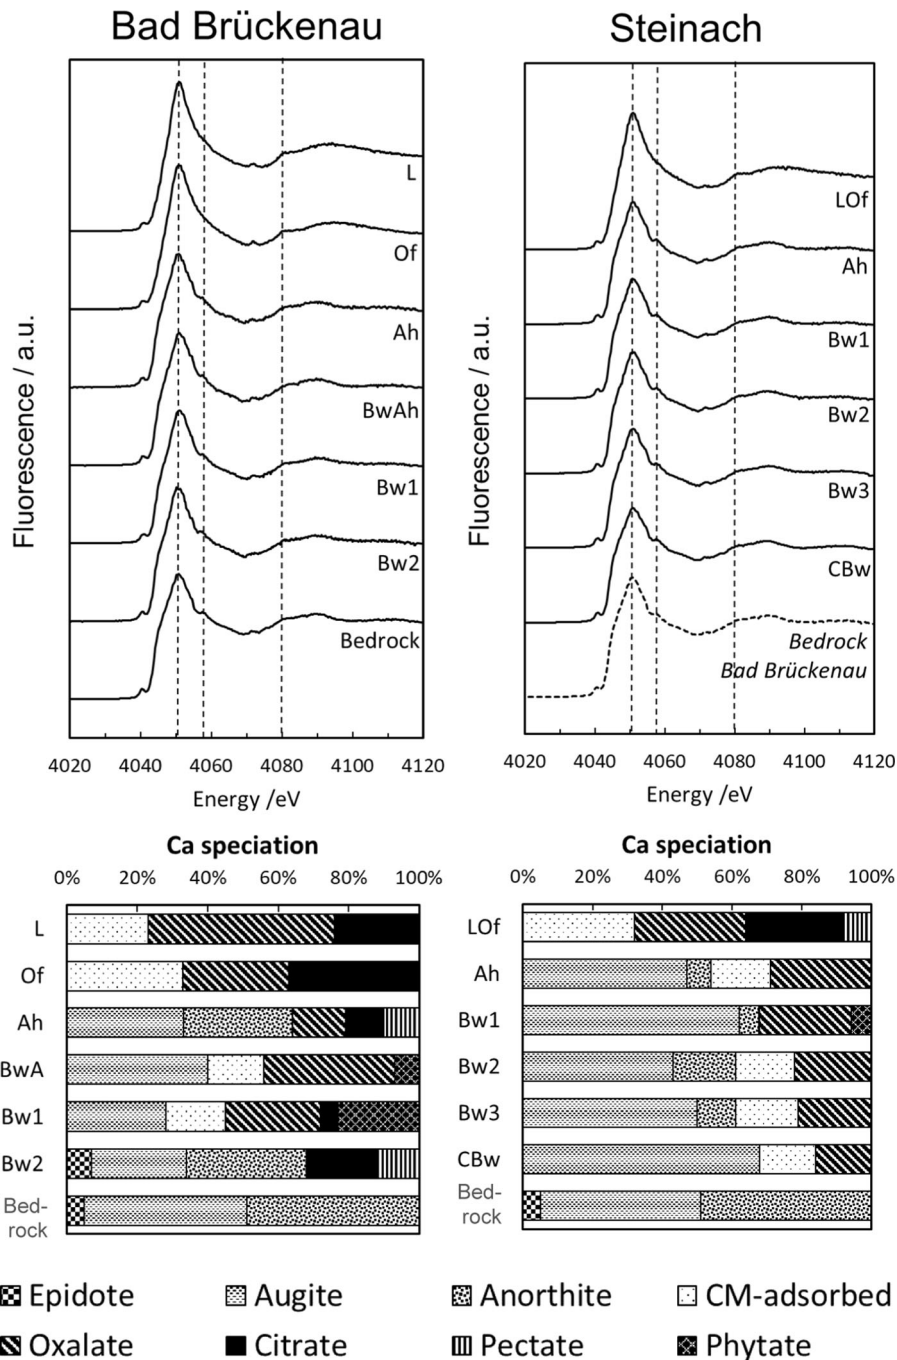 Bad Brückenau
Steinach
Fluorescence / a.u.
L
Of
Ah
BwAh
Bw1
Bw2
Bedrock
4020 4040 4060 4080 4100 4120
Energy /eV
Fluorescence / a.u.
LOf
Ah
Bw1
Bw2
Bw3
CBw
Bedrock
Bad Brückenau
4020 4040 4060 4080 4100 4120
Energy /eV
Ca speciation
0% 20% 40% 60% 80% 100%
L
Of
Ah
BwA
Bw1
Bw2
Bed-
rock
Ca speciation
0% 20% 40% 60% 80% 100%
LOf
Ah
Bw1
Bw2
Bw3
CBw
Bed-
rock
Epidote Augite Anorthite CM-adsorbed
Oxalate Citrate Pectate Phytate